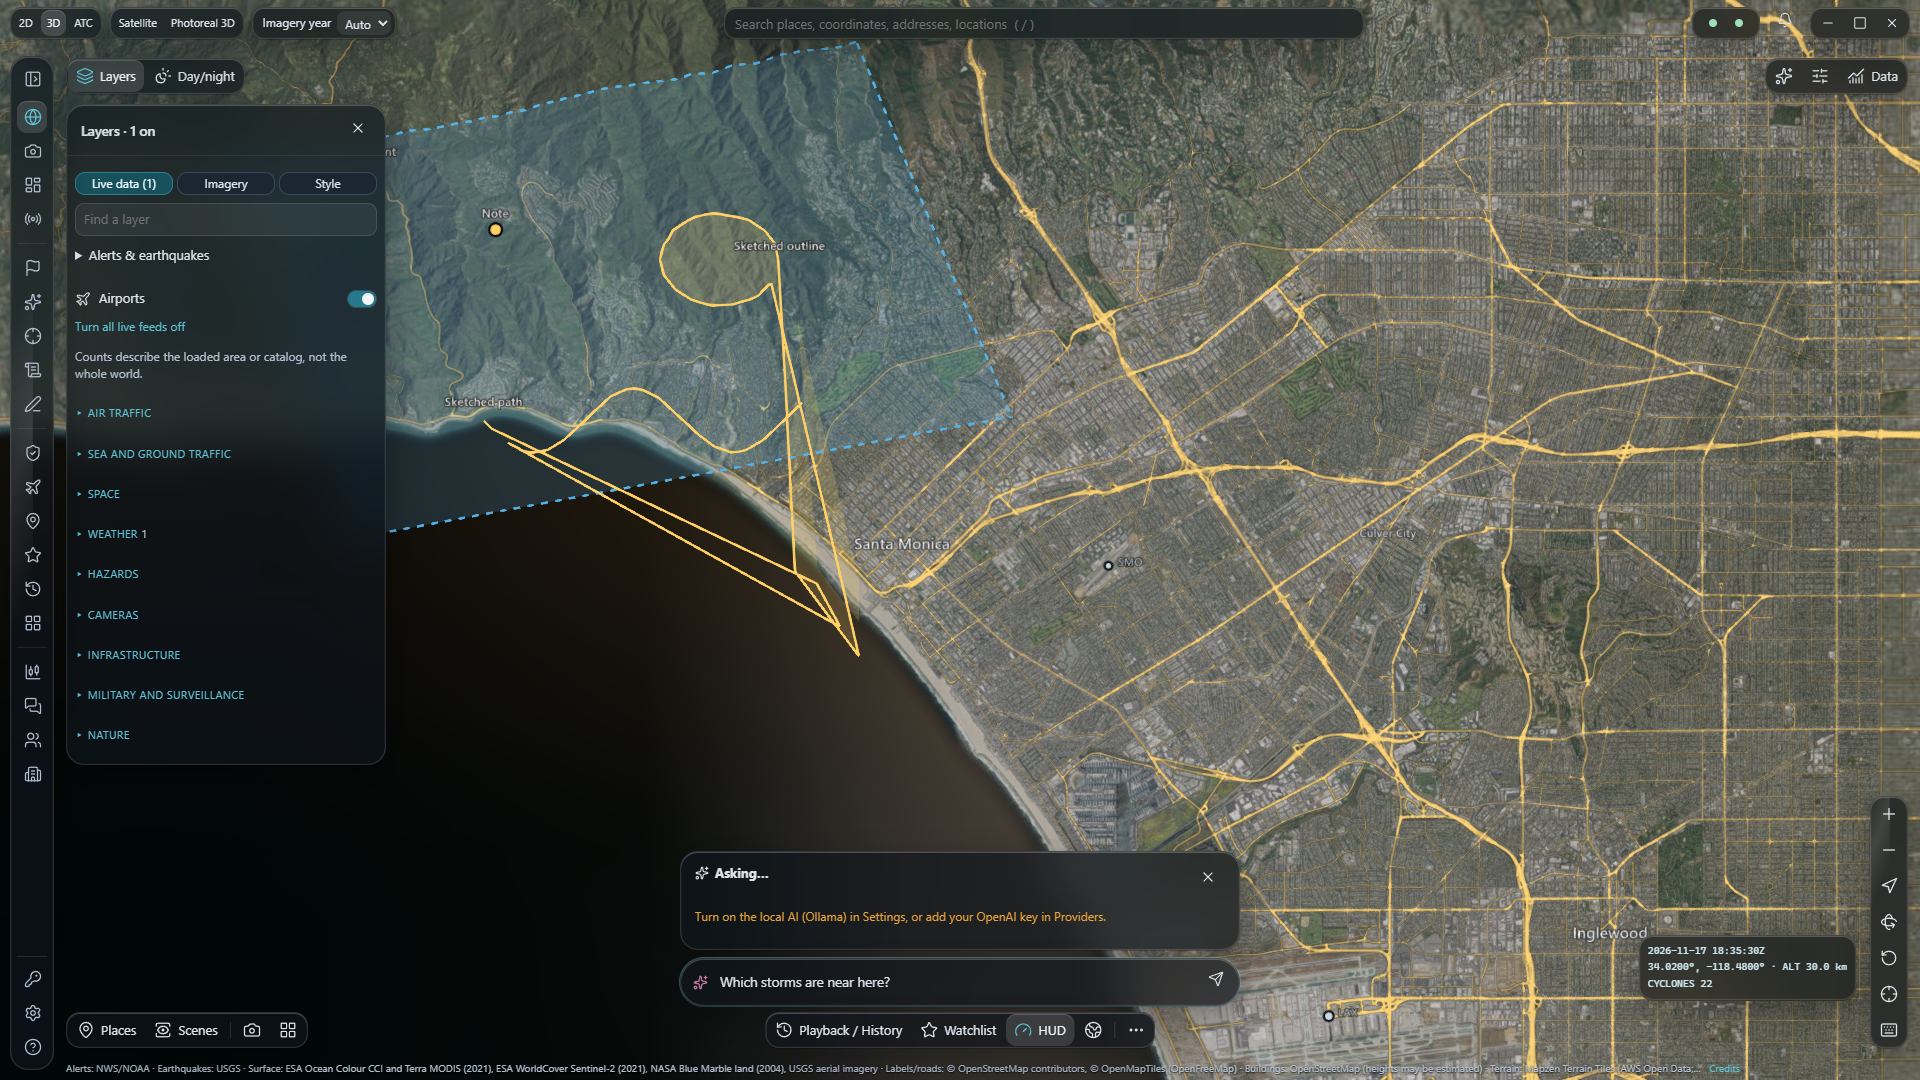 2D 3D ATC
Satellite Photoreal 3D
Imagery year Auto
Search places, coordinates, addresses, locations ( / )
Layers Day/night
Data
Layers · 1 on
Live data (1) Imagery Style
Find a layer
Alerts & earthquakes
Airports
Turn all live feeds off
Counts describe the loaded area or catalog, not the
whole world.
AIR TRAFFIC
SEA AND GROUND TRAFFIC
SPACE
WEATHER 1
HAZARDS
CAMERAS
INFRASTRUCTURE
MILITARY AND SURVEILLANCE
NATURE
nt
Note
Sketched outline
Sketched path
Santa Monica
SMO
Culver City
Inglewood
LAX
Asking...
Turn on the local AI (Ollama) in Settings, or add your OpenAI key in Providers.
Which storms are near here?
2026-11-17 18:35:30Z
34.0200°, -118.4800° · ALT 30.0 km
CYCLONES 22
Places Scenes
Playback / History Watchlist HUD
Alerts: NWS/NOAA · Earthquakes: USGS · Surface: ESA Ocean Colour CCI and Terra MODIS (2021), ESA WorldCover Sentinel-2 (2021), NASA Blue Marble land (2004), USGS aerial imagery · Labels/roads: © OpenStreetMap contributors, © OpenMapTiles (OpenFreeMap) · Buildings: OpenStreetMap (heights may be estimated) · Terrain: Mapzen Terrain Tiles (AWS Open Data;... Credits